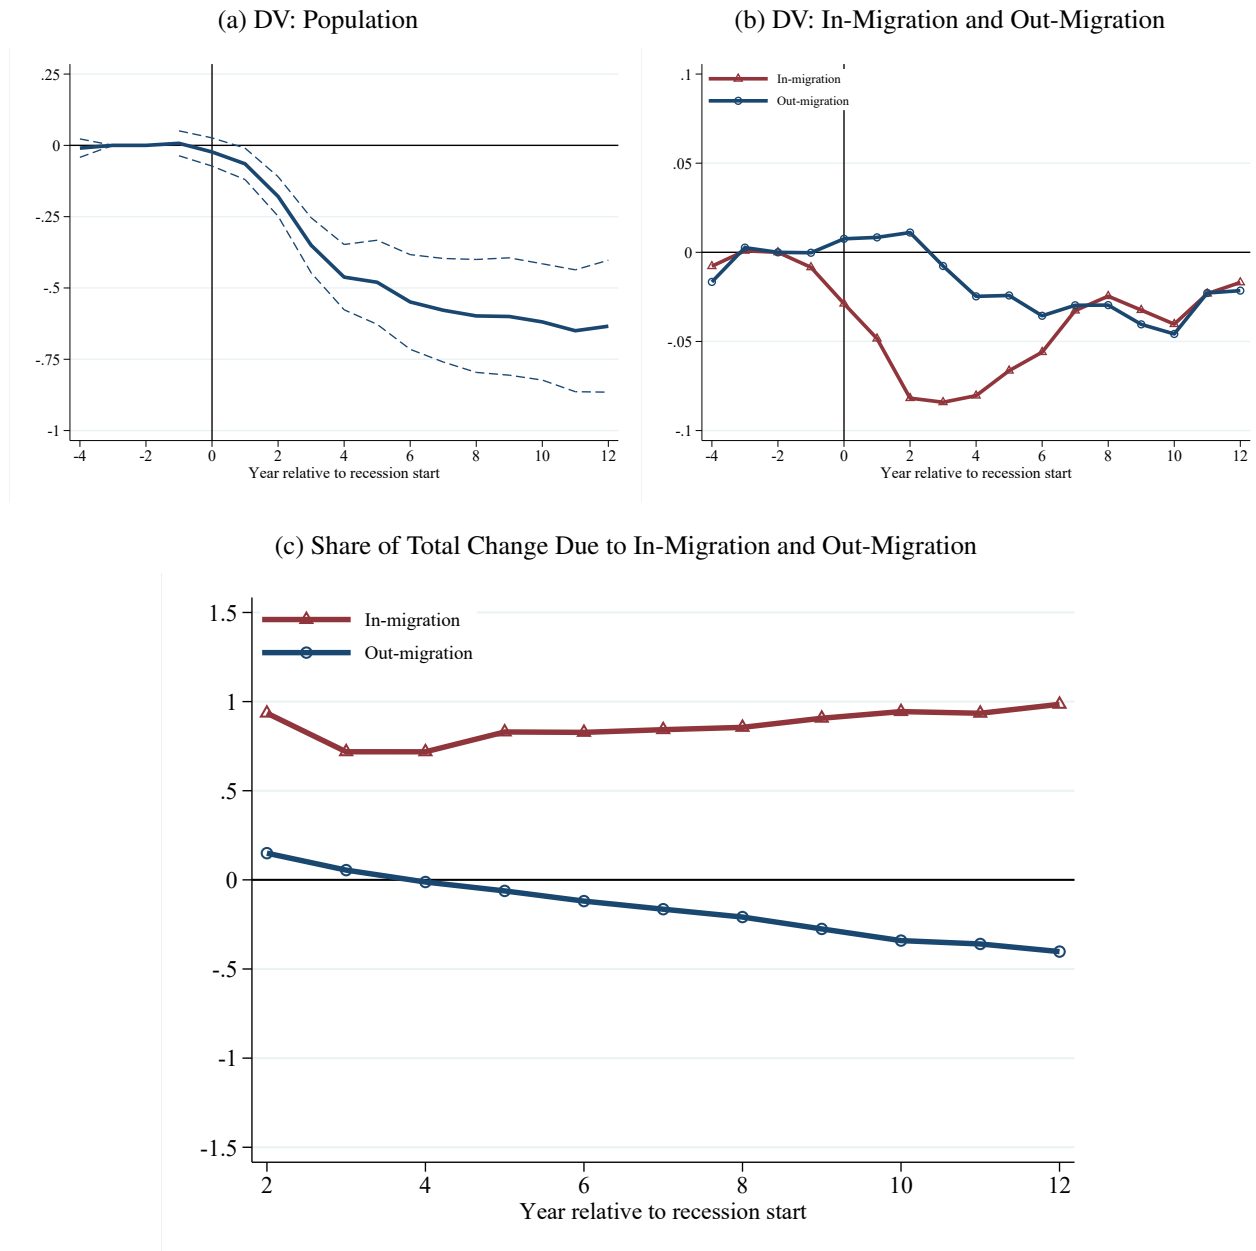 (a) DV: Population
.25
0
-.25
-.5
-.75
-1
-4 -2 0 2 4 6 8 10 12
Year relative to recession start
(b) DV: In-Migration and Out-Migration
In-migration
Out-migration
.1
.05
0
-.05
-.1
-4 -2 0 2 4 6 8 10 12
Year relative to recession start
(c) Share of Total Change Due to In-Migration and Out-Migration
In-migration
Out-migration
1.5
1
.5
0
-.5
-1
-1.5
2 4 6 8 10 12
Year relative to recession start